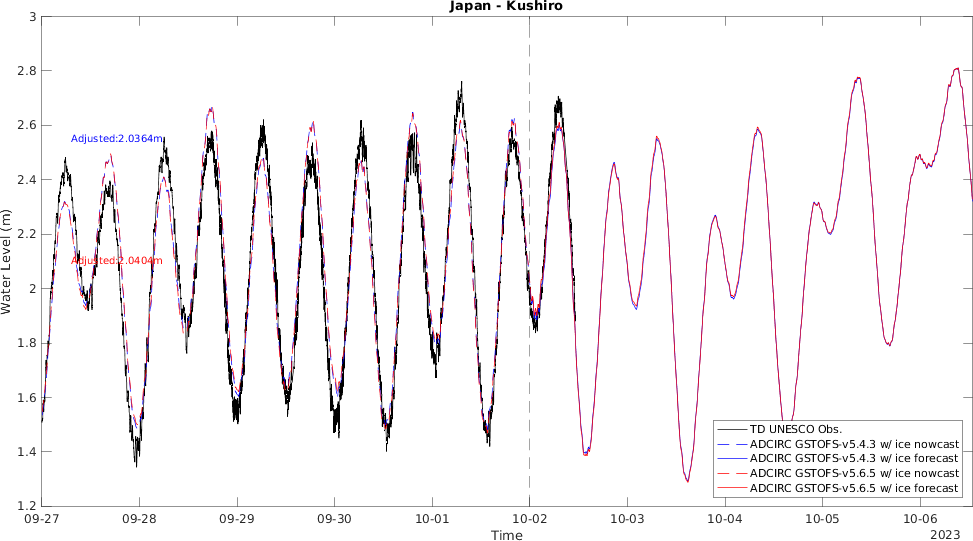 Japan - Kushiro
3
2.8
2.6
2.4
2.2
2
1.8
1.6
1.4
1.2
Water Level (m)
Adjusted:2.0364m
Adjusted:2.0404m
TD UNESCO Obs.
ADCIRC GSTOFS-v5.4.3 w/ ice nowcast
ADCIRC GSTOFS-v5.4.3 w/ ice forecast
ADCIRC GSTOFS-v5.6.5 w/ ice nowcast
ADCIRC GSTOFS-v5.6.5 w/ ice forecast
09-27 09-28 09-29 09-30 10-01 10-02 10-03 10-04 10-05 10-06
Time
2023